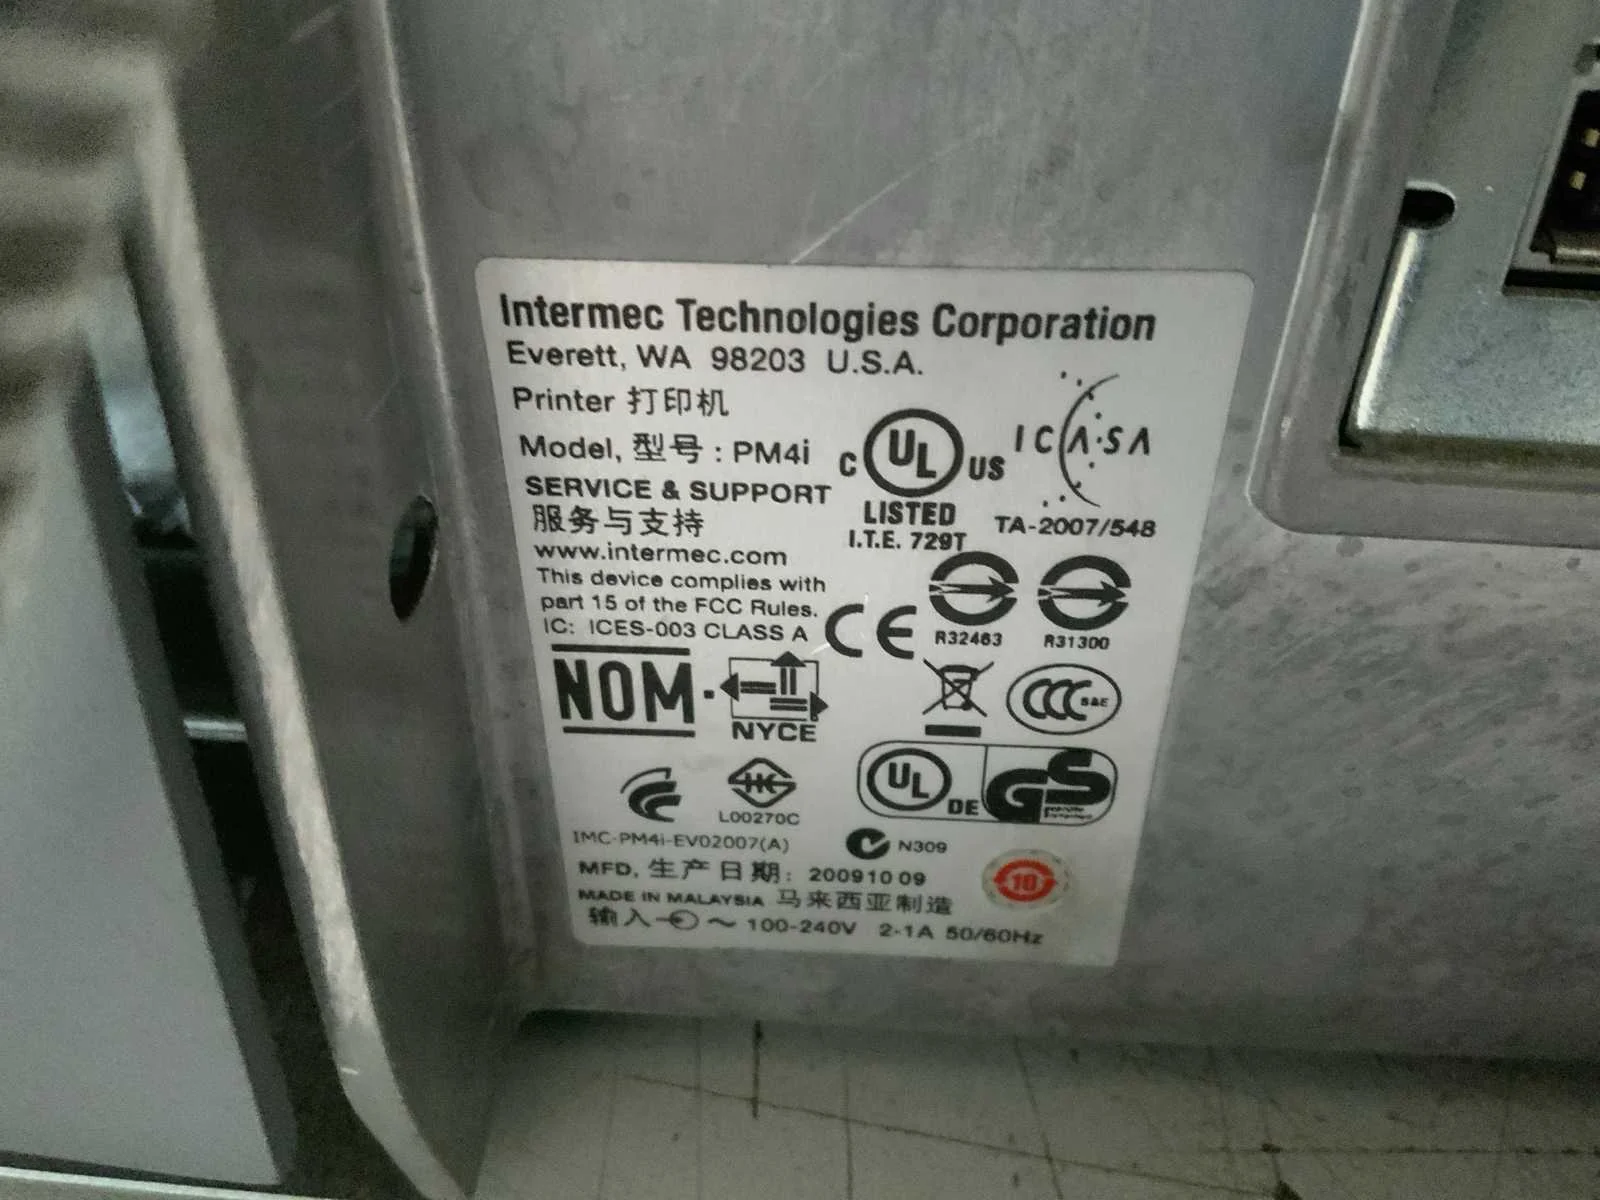 Intermec Technologies Corporation
Everett, WA 98203 U.S.A.
Printer 打印机
Model, 型号: PM4i
SERVICE & SUPPORT
服务与支持
www.intermec.com
This device complies with
part 15 of the FCC Rules.
IC: ICES-003 CLASS A
C UL US
LISTED
I.T.E. 729T
ICASA
TA-2007/548
CE
R32463
R31300
NOM
NYCE
CCC S&E
L00270C
UL DE
GS
IMC-PM4i-EV02007(A)
N309
MFD, 生产日期: 200910 09
10
MADE IN MALAYSIA 马来西亚制造
输入 ~ 100-240V 2-1A 50/60Hz